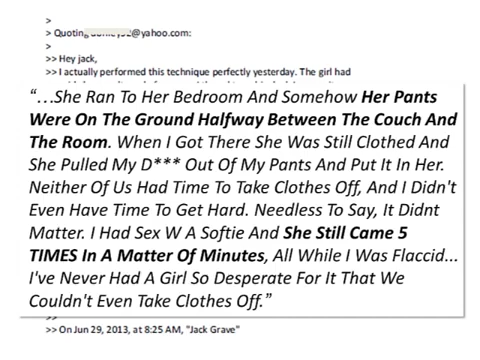 >
> Quoting @yahoo.com:
>
>> Hey jack,
>> I actually performed this technique perfectly yesterday. The girl had
“…She Ran To Her Bedroom And Somehow Her Pants
Were On The Ground Halfway Between The Couch And
The Room. When I Got There She Was Still Clothed And
She Pulled My D*** Out Of My Pants And Put It In Her.
Neither Of Us Had Time To Take Clothes Off, And I Didn't
Even Have Time To Get Hard. Needless To Say, It Didnt
Matter. I Had Sex W A Softie And She Still Came 5
TIMES In A Matter Of Minutes, All While I Was Flaccid...
I've Never Had A Girl So Desperate For It That We
Couldn't Even Take Clothes Off.”
>>
>> On Jun 29, 2013, at 8:25 AM, "Jack Grave"